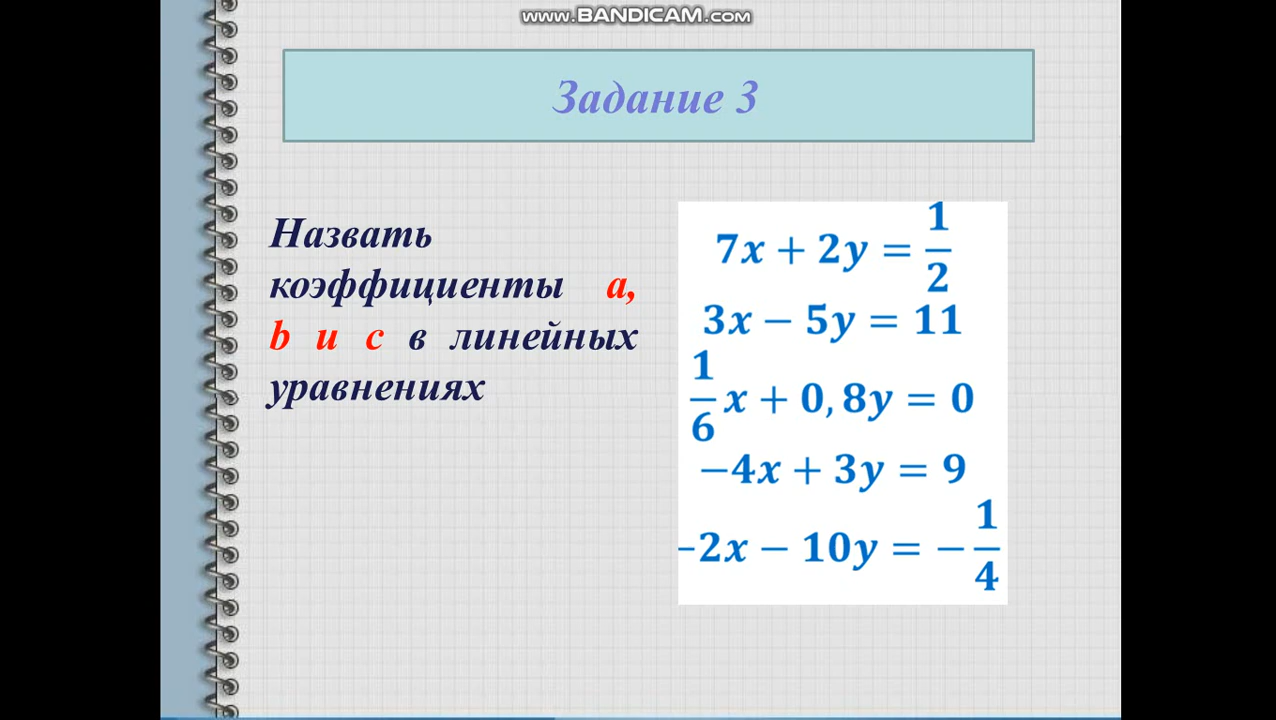 www.BANDICAM.com
Задание 3
Назвать
коэффициенты a,
b и c в линейных
уравнениях
7x + 2y = 1/2
3x − 5y = 11
1/6 x + 0,8y = 0
−4x + 3y = 9
−2x − 10y = − 1/4